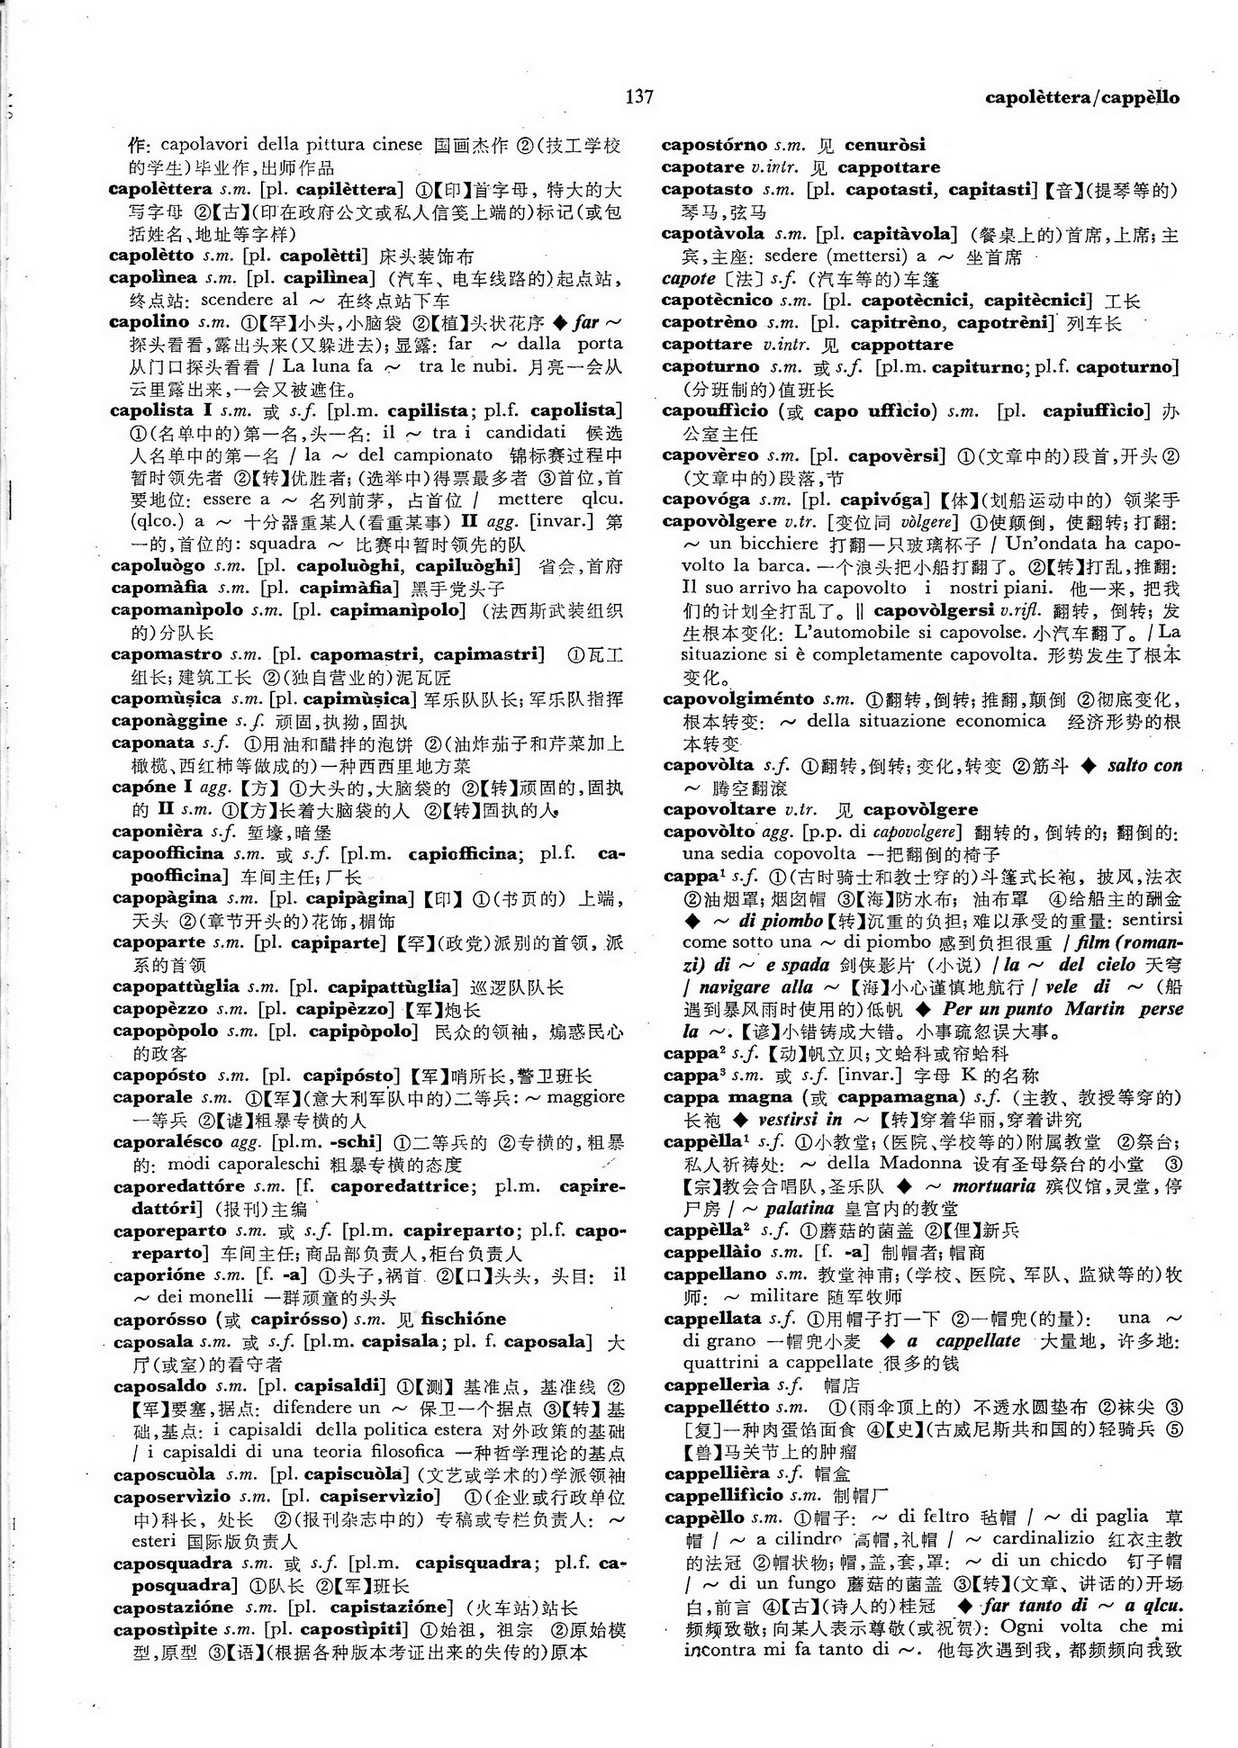 137
capolèttera/cappèllo
作: capolavori della pittura cinese 国画杰作 ②(技工学校
的学生)毕业作,出师作品
capolèttera s.m. [pl. capilèttera] ①【印】首字母, 特大的大
写字母 ②【古】(印在政府公文或私人信笺上端的)标记(或包
括姓名、地址等字样)
capolètto s.m. [pl. capolètti] 床头装饰布
capolìnea s.m. [pl. capilìnea] (汽车、电车线路的)起点站,
终点站: scendere al ～ 在终点站下车
capolino s.m. ①【罕】小头,小脑袋 ②【植】头状花序 ◆ far ～
探头看看,露出头来(又躲进去);显露: far ～ dalla porta
从门口探头看看 / La luna fa ～ tra le nubi. 月亮一会从
云里露出来,一会又被遮住。
capolista I s.m. 或 s.f. [pl.m. capilista; pl.f. capolista]
①(名单中的)第一名,头一名: il ～ tra i candidati 候选
人名单中的第一名 / la ～ del campionato 锦标赛过程中
暂时领先者 ②【转】优胜者; (选举中)得票最多者 ③首位,首
要地位: essere a ～ 名列前茅, 占首位 / mettere qlcu.
(qlco.) a ～ 十分器重某人(看重某事) II agg. [invar.] 第
一的,首位的: squadra ～ 比赛中暂时领先的队
capoluògo s.m. [pl. capoluòghi, capiluòghi] 省会,首府
capomàfia s.m. [pl. capimàfia] 黑手党头子
capomanìpolo s.m. [pl. capimanìpolo] (法西斯武装组织
的)分队长
capomastro s.m. [pl. capomastri, capimastri] ①瓦工
组长;建筑工长 ②(独自营业的)泥瓦匠
capomùsica s.m. [pl. capimùsica] 军乐队队长;军乐队指挥
caponàggine s.f. 顽固,执拗,固执
caponata s.f. ①用油和醋拌的泡饼 ②(油炸茄子和芹菜加上
橄榄、西红柿等做成的)一种西西里地方菜
capóne I agg. 【方】①大头的,大脑袋的 ②【转】顽固的,固执
的 II s.m. ①【方】长着大脑袋的人 ②【转】固执的人
caponièra s.f. 堑壕,暗堡
capoofficina s.m. 或 s.f. [pl.m. capiofficina; pl.f. ca-
poofficina] 车间主任;厂长
capopàgina s.m. [pl. capipàgina]【印】①(书页的) 上端,
天头 ②(章节开头的)花饰,楣饰
capoparte s.m. [pl. capiparte] 【罕】(政党)派别的首领, 派
系的首领
capopattùglia s.m. [pl. capipattùglia] 巡逻队队长
capopèzzo s.m. [pl. capipèzzo]【军】炮长
capopòpolo s.m. [pl. capipòpolo] 民众的领袖, 煽惑民心
的政客
capopósto s.m. [pl. capipósto]【军】哨所长,警卫班长
caporale s.m. ①【军】(意大利军队中的)二等兵: ～ maggiore
一等兵 ②【谑】粗暴专横的人
caporalésco agg. [pl.m. -schi] ①二等兵的 ②专横的,粗暴
的: modi caporaleschi 粗暴专横的态度
caporedattóre s.m. [f. caporedattrice; pl.m. capire-
dattóri] (报刊)主编
caporeparto s.m. 或 s.f. [pl.m. capireparto; pl.f. capo-
reparto] 车间主任;商品部负责人,柜台负责人
caporióne s.m. [f. -a] ①头子,祸首 ②【口】头头, 头目: il
～ dei monelli 一群顽童的头头
caporósso (或 capirósso) s.m. 见 fischióne
caposala s.m. 或 s.f. [pl.m. capisala; pl. f. caposala] 大
厅(或室)的看守者
caposaldo s.m. [pl. capisaldi] ①【测】基准点, 基准线 ②
【军】要塞,据点: difendere un ～ 保卫一个据点 ③【转】基
础,基点: i capisaldi della politica estera 对外政策的基础
/ i capisaldi di una teoria filosofica 一种哲学理论的基点
caposcuòla s.m. [pl. capiscuòla] (文艺或学术的)学派领袖
caposervìzio s.m. [pl. capiservìzio] ①(企业或行政单位
中)科长, 处长 ②(报刊杂志中的) 专稿或专栏负责人: ～
esteri 国际版负责人
caposquadra s.m. 或 s.f. [pl.m. capisquadra; pl.f. ca-
posquadra] ①队长 ②【军】班长
capostazióne s.m. [pl. capistazióne] (火车站)站长
capostìpite s.m. [pl. capostìpiti] ①始祖, 祖宗 ②原始模
型,原型 ③【语】(根据各种版本考证出来的失传的)原本
capostórno s.m. 见 cenuròsi
capotare v.intr. 见 cappottare
capotasto s.m. [pl. capotasti, capitasti]【音】(提琴等的)
琴马,弦马
capotàvola s.m. [pl. capitàvola] (餐桌上的)首席,上席;主
宾,主座: sedere (mettersi) a ～ 坐首席
capote〔法〕s.f. (汽车等的)车篷
capotècnico s.m. [pl. capotècnici, capitècnici] 工长
capotrèno s.m. [pl. capitrèno, capotrèni] 列车长
capottare v.intr. 见 cappottare
capoturno s.m. 或 s.f. [pl.m. capiturno; pl.f. capoturno]
(分班制的)值班长
capoufficio (或 capo ufficio) s.m. [pl. capiuffìcio] 办
公室主任
capovèrso s.m. [pl. capovèrsi] ①(文章中的)段首,开头②
(文章中的)段落,节
capovóga s.m. [pl. capivóga]【体】(划船运动中的) 领桨手
capovòlgere v.tr. [变位同 vòlgere] ①使颠倒, 使翻转;打翻:
～ un bicchiere 打翻一只玻璃杯子 / Un'ondata ha capo-
volto la barca. 一个浪头把小船打翻了。②【转】打乱,推翻:
Il suo arrivo ha capovolto i nostri piani. 他一来, 把我
们的计划全打乱了。‖ capovòlgersi v.rifl. 翻转, 倒转; 发
生根本变化: L'automobile si capovolse. 小汽车翻了。/ La
situazione si è completamente capovolta. 形势发生了根本
变化。
capovolgiménto s.m. ①翻转,倒转;推翻,颠倒 ②彻底变化,
根本转变: ～ della situazione economica 经济形势的根
本转变
capovòlta s.f. ①翻转,倒转;变化,转变 ②筋斗 ◆ salto con
～ 腾空翻滚
capovoltare v.tr. 见 capovòlgere
capovòlto agg. [p.p. di capovolgere] 翻转的, 倒转的; 翻倒的:
una sedia copovolta 一把翻倒的椅子
cappa¹ s.f. ①(古时骑士和教士穿的)斗篷式长袍, 披风,法衣
②油烟罩; 烟囱帽 ③【海】防水布; 油布罩 ④给船主的酬金
◆ ～ di piombo【转】沉重的负担;难以承受的重量: sentirsi
come sotto una ～ di piombo 感到负担很重 / film (roman-
zi) di ～ e spada 剑侠影片 (小说) / la ～ del cielo 天穹
/ navigare alla ～ 【海】小心谨慎地航行 / vele di ～ (船
遇到暴风雨时使用的)低帆 ◆ Per un punto Martin perse
la ～.【谚】小错铸成大错。小事疏忽误大事。
cappa² s.f.【动】帆立贝;文蛤科或帘蛤科
cappa³ s.m. 或 s.f. [invar.] 字母 K 的名称
cappa magna (或 cappamagna) s.f. (主教、教授等穿的)
长袍 ◆ vestirsi in ～ 【转】穿着华丽,穿着讲究
cappèlla¹ s.f. ①小教堂; (医院、学校等的)附属教堂 ②祭台;
私人祈祷处: ～ della Madonna 设有圣母祭台的小堂 ③
【宗】教会合唱队,圣乐队 ◆ ～ mortuaria 殡仪馆,灵堂,停
尸房 / ～ palatina 皇宫内的教堂
cappèlla² s.f. ①蘑菇的菌盖 ②【俚】新兵
cappellàio s.m. [f. -a] 制帽者;帽商
cappellano s.m. 教堂神甫; (学校、医院、军队、监狱等的)牧
师: ～ militare 随军牧师
cappellata s.f. ①用帽子打一下 ②一帽兜(的量): una ～
di grano 一帽兜小麦 ◆ a cappellate 大量地, 许多地:
quattrini a cappellate 很多的钱
cappellerìa s.f. 帽店
cappellétto s.m. ①(雨伞顶上的) 不透水圆垫布 ②袜尖 ③
[复]一种肉蛋馅面食 ④【史】(古威尼斯共和国的)轻骑兵 ⑤
【兽】马关节上的肿瘤
cappellièra s.f. 帽盒
cappellifìcio s.m. 制帽厂
cappèllo s.m. ①帽子: ～ di feltro 毡帽 / ～ di paglia 草
帽 / ～ a cilindro 高帽,礼帽 / ～ cardinalizio 红衣主教
的法冠 ②帽状物;帽,盖,套,罩: ～ di un chicdo 钉子帽
/ ～ di un fungo 蘑菇的菌盖 ③【转】(文章、讲话的)开场
白,前言 ④【古】(诗人的)桂冠 ◆ far tanto di ～ a qlcu.
频频致敬;向某人表示尊敬(或祝贺): Ogni volta che mi
incontra mi fa tanto di ～. 他每次遇到我, 都频频向我致